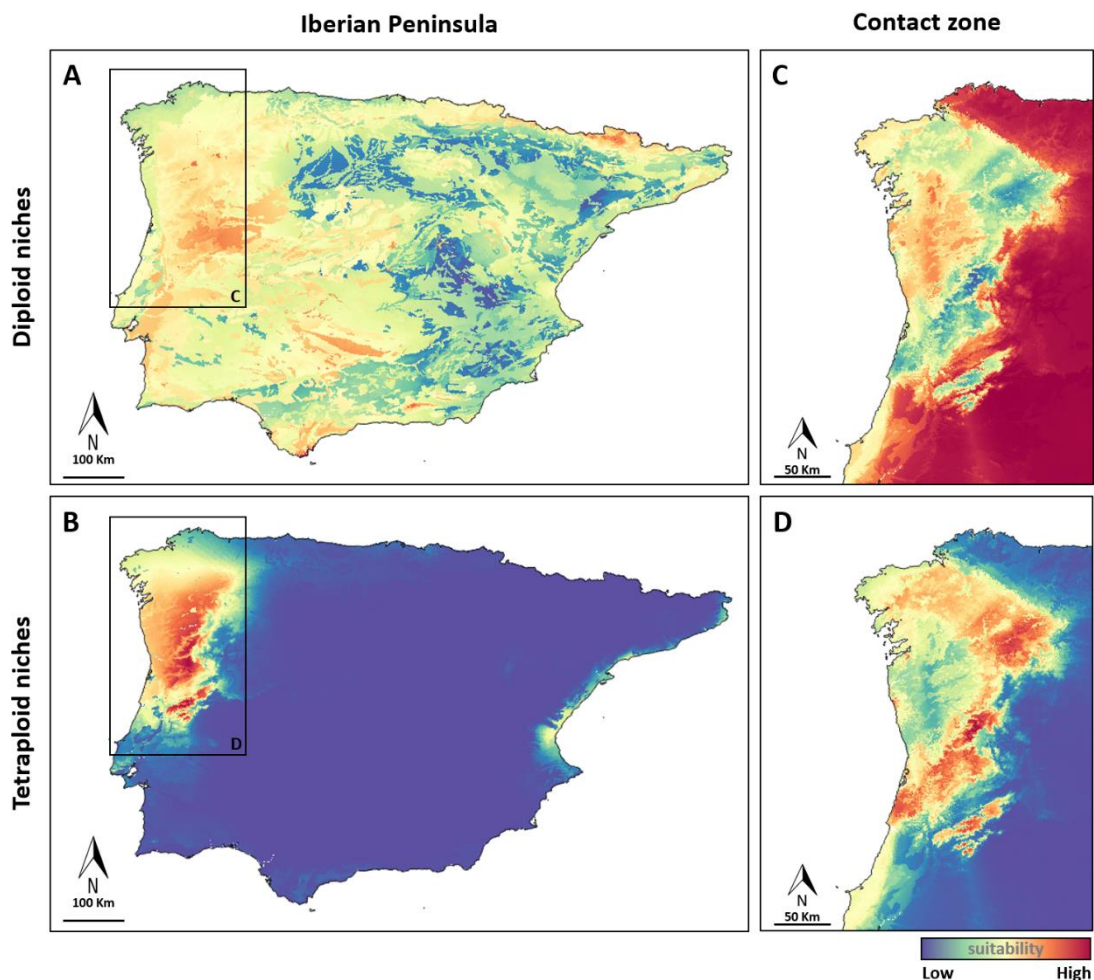 Iberian Peninsula
Contact zone
Diploid niches
A
C
N
100 Km
C
N
50 Km
Tetraploid niches
B
D
N
100 Km
D
N
50 Km
suitability
Low High